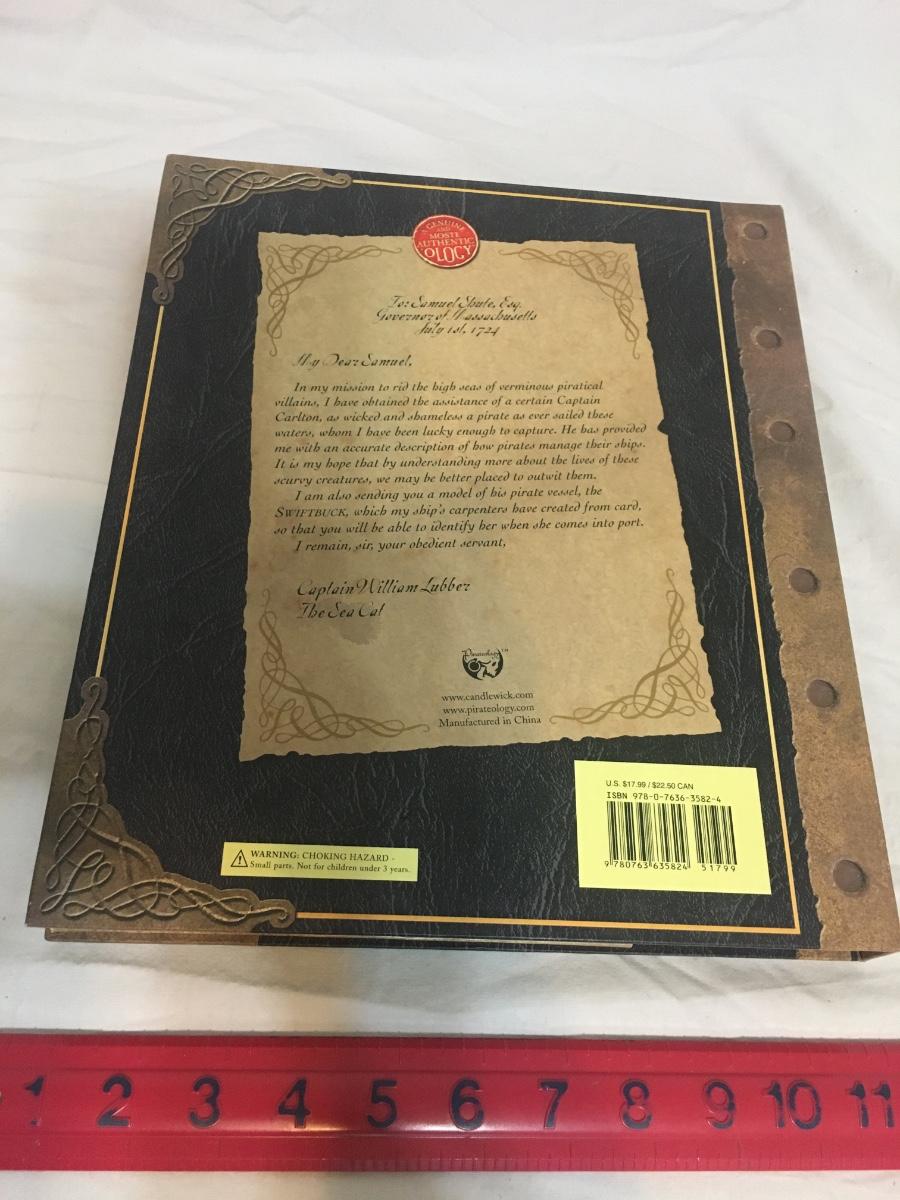 A GENUINE
AND
MOSTE
AUTHENTIC
OLOGY
To: Samuel Shute, Esq.
Governor of Massachusetts
July 1st, 1724
My Dear Samuel,
In my mission to rid the high seas of verminous piratical
villains, I have obtained the assistance of a certain Captain
Carlton, as wicked and shameless a pirate as ever sailed these
waters, whom I have been lucky enough to capture. He has provided
me with an accurate description of how pirates manage their ships.
It is my hope that by understanding more about the lives of these
scurvy creatures, we may be better placed to outwit them.
I am also sending you a model of his pirate vessel, the
SWIFTBUCK, which my ship's carpenters have created from card,
so that you will be able to identify her when she comes into port.
I remain, sir, your obedient servant,
Captain William Lubber
The Sea Cat
Pirateology™
www.candlewick.com
www.pirateology.com
Manufactured in China
U.S. $17.99 / $22.50 CAN
ISBN 978-0-7636-3582-4
9 780763 635824 51799
WARNING: CHOKING HAZARD -
Small parts. Not for children under 3 years.
1 2 3 4 5 6 7 8 9 10 11